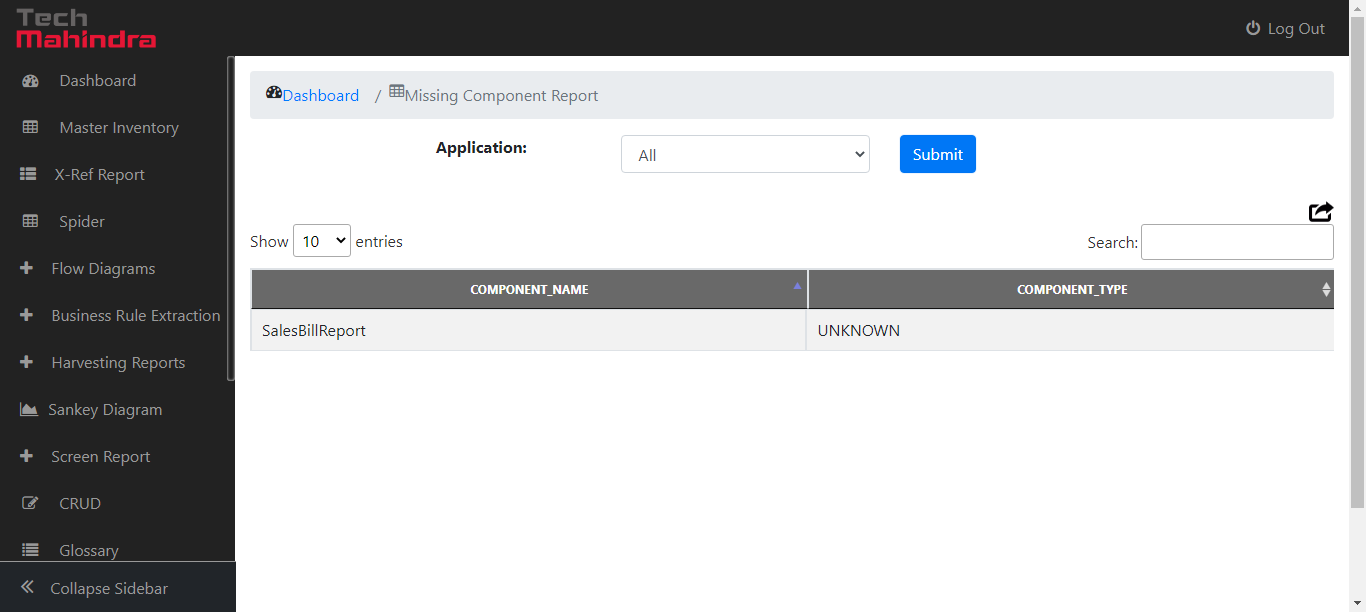 Tech
Mahindra
Log Out
Dashboard
Master Inventory
X-Ref Report
Spider
Flow Diagrams
Business Rule Extraction
Harvesting Reports
Sankey Diagram
Screen Report
CRUD
Glossary
Collapse Sidebar
Dashboard / Missing Component Report
Application: All Submit
Show 10 entries Search:
COMPONENT_NAME COMPONENT_TYPE
SalesBillReport UNKNOWN